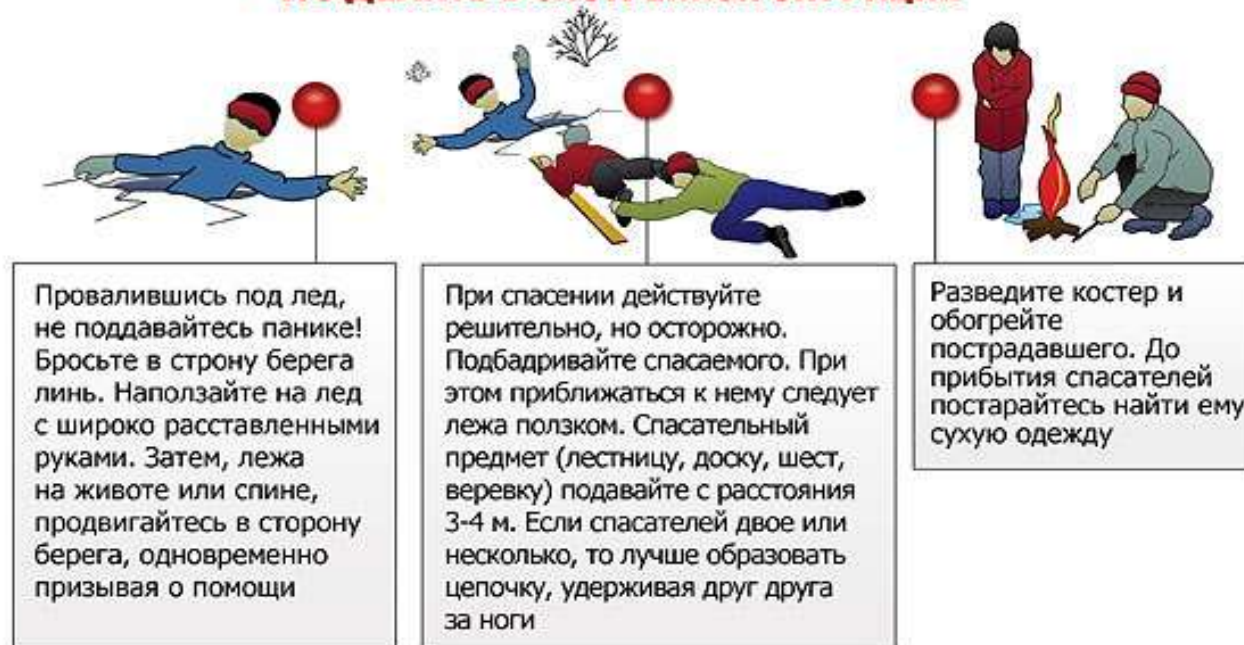 Провалившись под лед,
не поддавайтесь панике!
Бросьте в строну берега
линь. Наползайте на лед
с широко расставленными
руками. Затем, лежа
на животе или спине,
продвигайтесь в сторону
берега, одновременно
призывая о помощи
При спасении действуйте
решительно, но осторожно.
Подбадривайте спасаемого. При
этом приближаться к нему следует
лежа ползком. Спасательный
предмет (лестницу, доску, шест,
веревку) подавайте с расстояния
3-4 м. Если спасателей двое или
несколько, то лучше образовать
цепочку, удерживая друг друга
за ноги
Разведите костер и
обогрейте
пострадавшего. До
прибытия спасателей
постарайтесь найти ему
сухую одежду